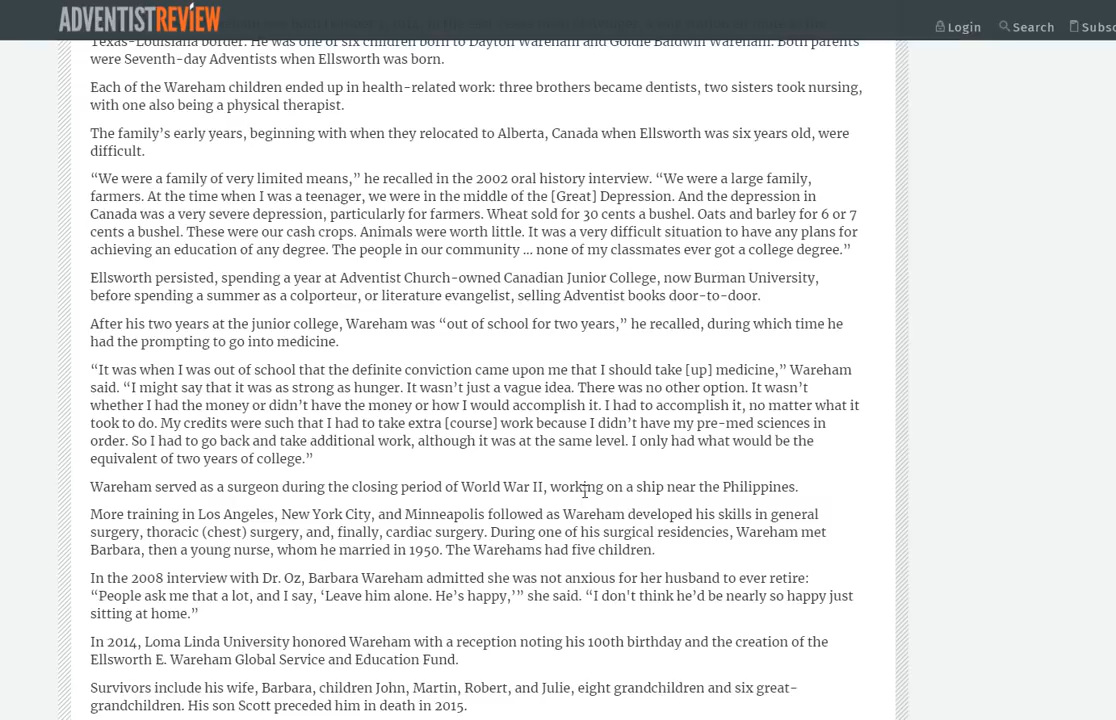 ADVENTISTREVIEW
Login
Search
Subsc
Texas-Louisiana border. He was one of six children born to Dayton Wareham and Goldie Baldwin Wareham. Both parents
were Seventh-day Adventists when Ellsworth was born.
Each of the Wareham children ended up in health-related work: three brothers became dentists, two sisters took nursing,
with one also being a physical therapist.
The family’s early years, beginning with when they relocated to Alberta, Canada when Ellsworth was six years old, were
difficult.
“We were a family of very limited means,” he recalled in the 2002 oral history interview. “We were a large family,
farmers. At the time when I was a teenager, we were in the middle of the [Great] Depression. And the depression in
Canada was a very severe depression, particularly for farmers. Wheat sold for 30 cents a bushel. Oats and barley for 6 or 7
cents a bushel. These were our cash crops. Animals were worth little. It was a very difficult situation to have any plans for
achieving an education of any degree. The people in our community … none of my classmates ever got a college degree.”
Ellsworth persisted, spending a year at Adventist Church-owned Canadian Junior College, now Burman University,
before spending a summer as a colporteur, or literature evangelist, selling Adventist books door-to-door.
After his two years at the junior college, Wareham was “out of school for two years,” he recalled, during which time he
had the prompting to go into medicine.
“It was when I was out of school that the definite conviction came upon me that I should take [up] medicine,” Wareham
said. “I might say that it was as strong as hunger. It wasn’t just a vague idea. There was no other option. It wasn’t
whether I had the money or didn’t have the money or how I would accomplish it. I had to accomplish it, no matter what it
took to do. My credits were such that I had to take extra [course] work because I didn’t have my pre-med sciences in
order. So I had to go back and take additional work, although it was at the same level. I only had what would be the
equivalent of two years of college.”
Wareham served as a surgeon during the closing period of World War II, working on a ship near the Philippines.
More training in Los Angeles, New York City, and Minneapolis followed as Wareham developed his skills in general
surgery, thoracic (chest) surgery, and, finally, cardiac surgery. During one of his surgical residencies, Wareham met
Barbara, then a young nurse, whom he married in 1950. The Warehams had five children.
In the 2008 interview with Dr. Oz, Barbara Wareham admitted she was not anxious for her husband to ever retire:
“People ask me that a lot, and I say, ‘Leave him alone. He’s happy,’” she said. “I don't think he’d be nearly so happy just
sitting at home.”
In 2014, Loma Linda University honored Wareham with a reception noting his 100th birthday and the creation of the
Ellsworth E. Wareham Global Service and Education Fund.
Survivors include his wife, Barbara, children John, Martin, Robert, and Julie, eight grandchildren and six great-
grandchildren. His son Scott preceded him in death in 2015.